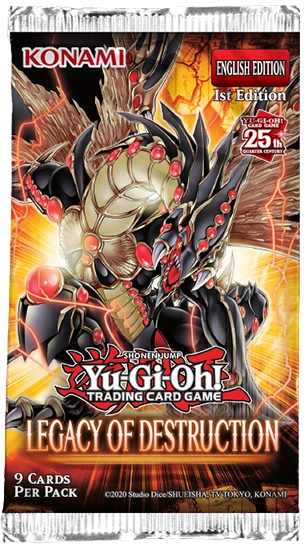 KONAMI
ENGLISH EDITION
1st Edition
YU-GI-OH!
CARD GAME
25th
QUARTER CENTURY
SHONEN JUMP
Yu-Gi-Oh!
TRADING CARD GAME
LEGACY OF DESTRUCTION
9 CARDS
PER PACK
©2020 Studio Dice/SHUEISHA, TV TOKYO, KONAMI